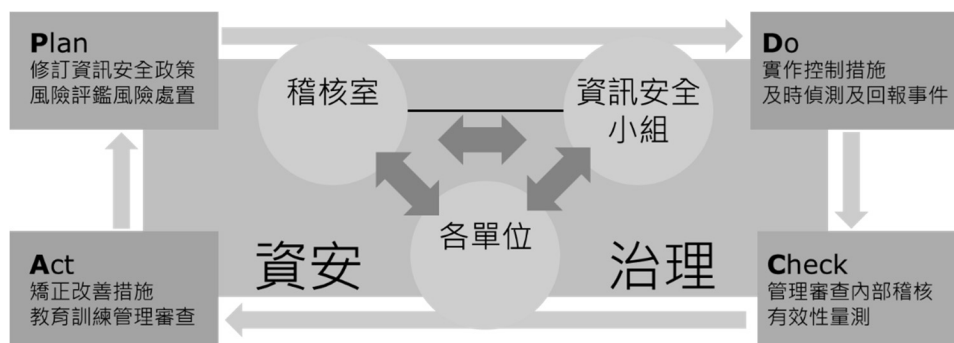 Plan
修訂資訊安全政策
風險評鑑風險處置
稽核室
資訊安全
小組
Do
實作控制措施
及時偵測及回報事件
各單位
資安
治理
Act
矯正改善措施
教育訓練管理審查
Check
管理審查內部稽核
有效性量測